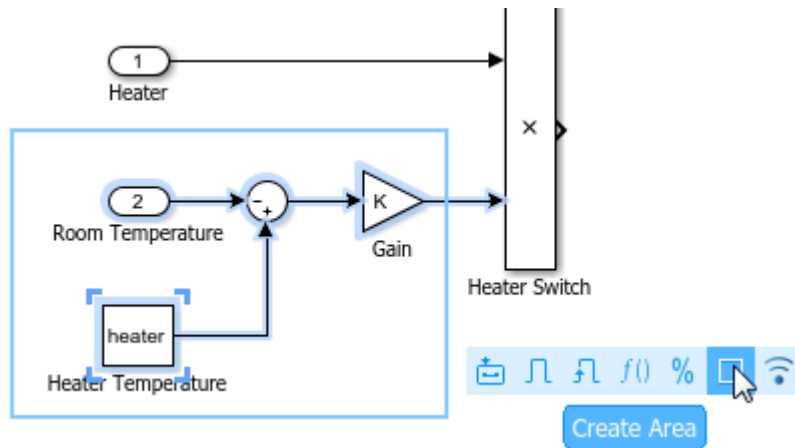 1
Heater
×
2
- +
K
Room Temperature
Gain
heater
Heater Switch
Heater Temperature
f()
%
Create Area